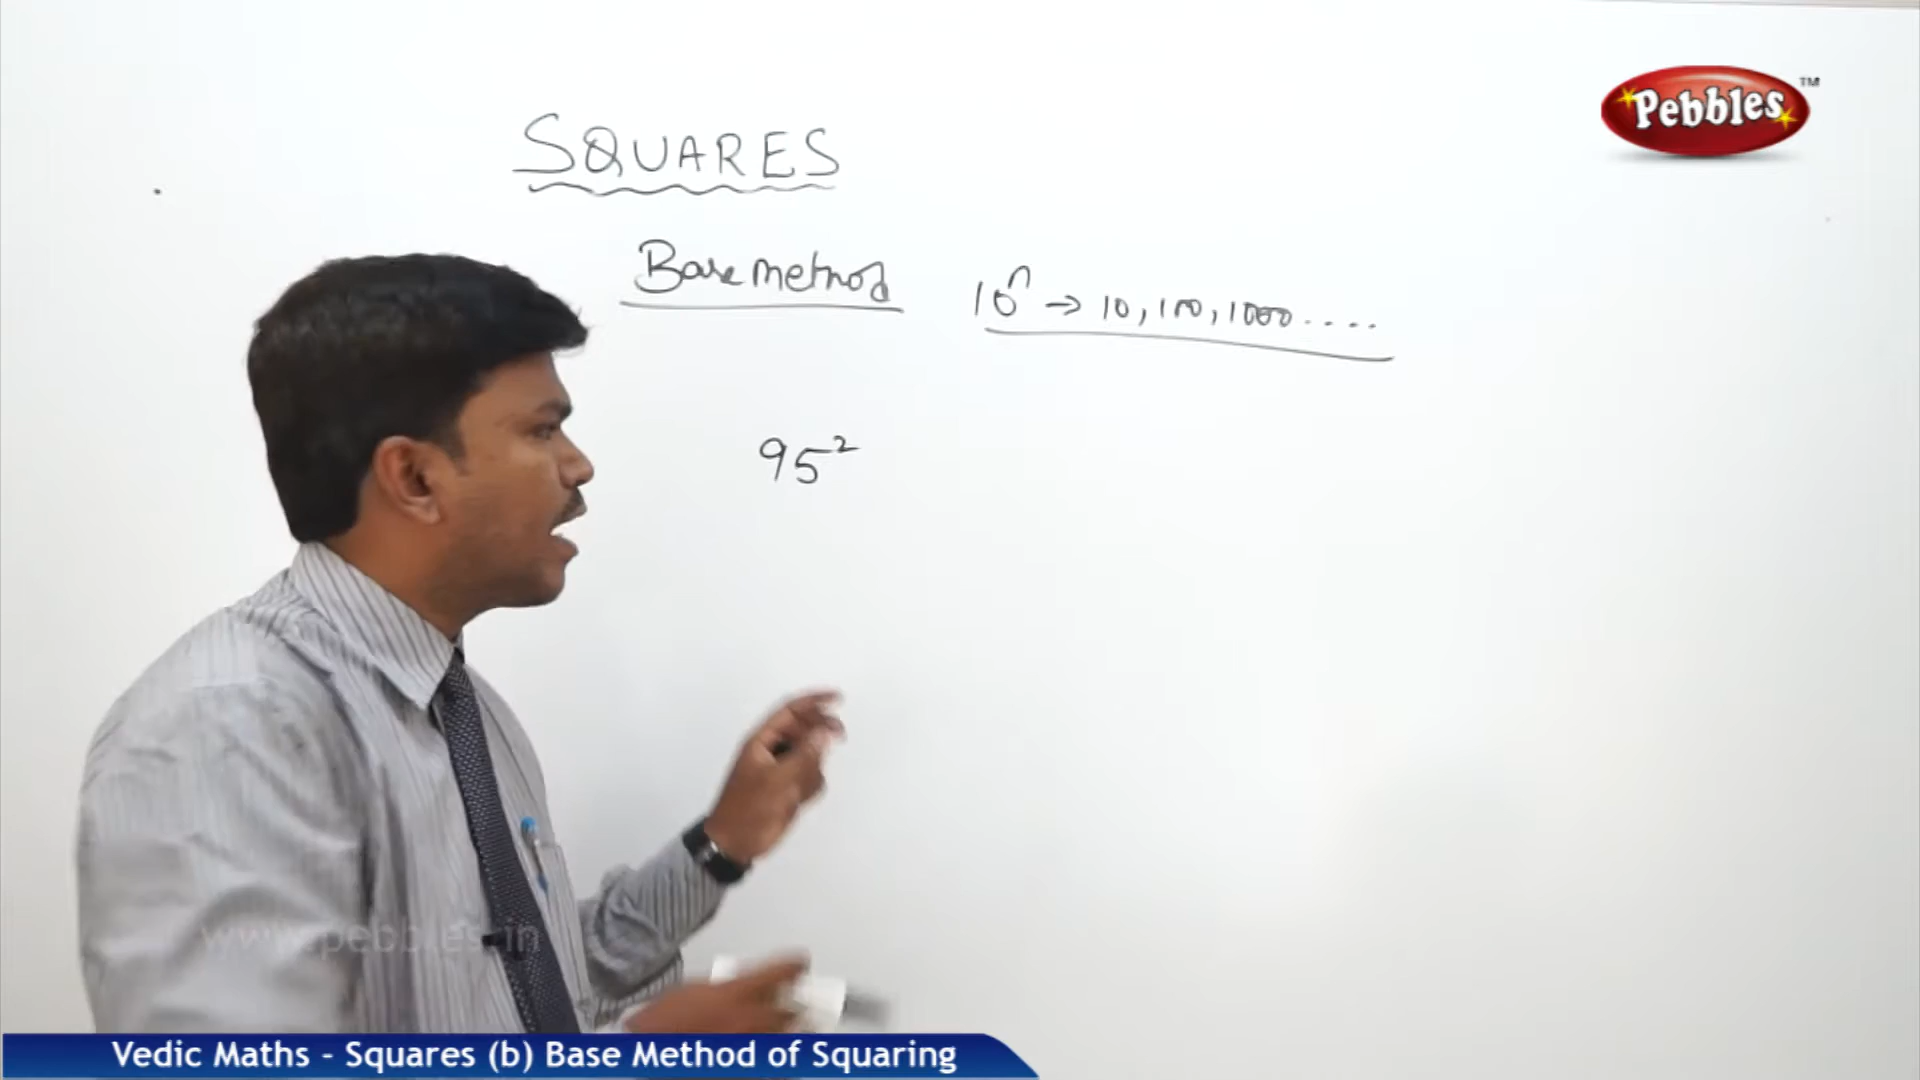 Pebbles™
SQUARES
Base method 10ⁿ → 10, 100, 1000.....
95²
www.pebbles.in
Vedic Maths - Squares (b) Base Method of Squaring